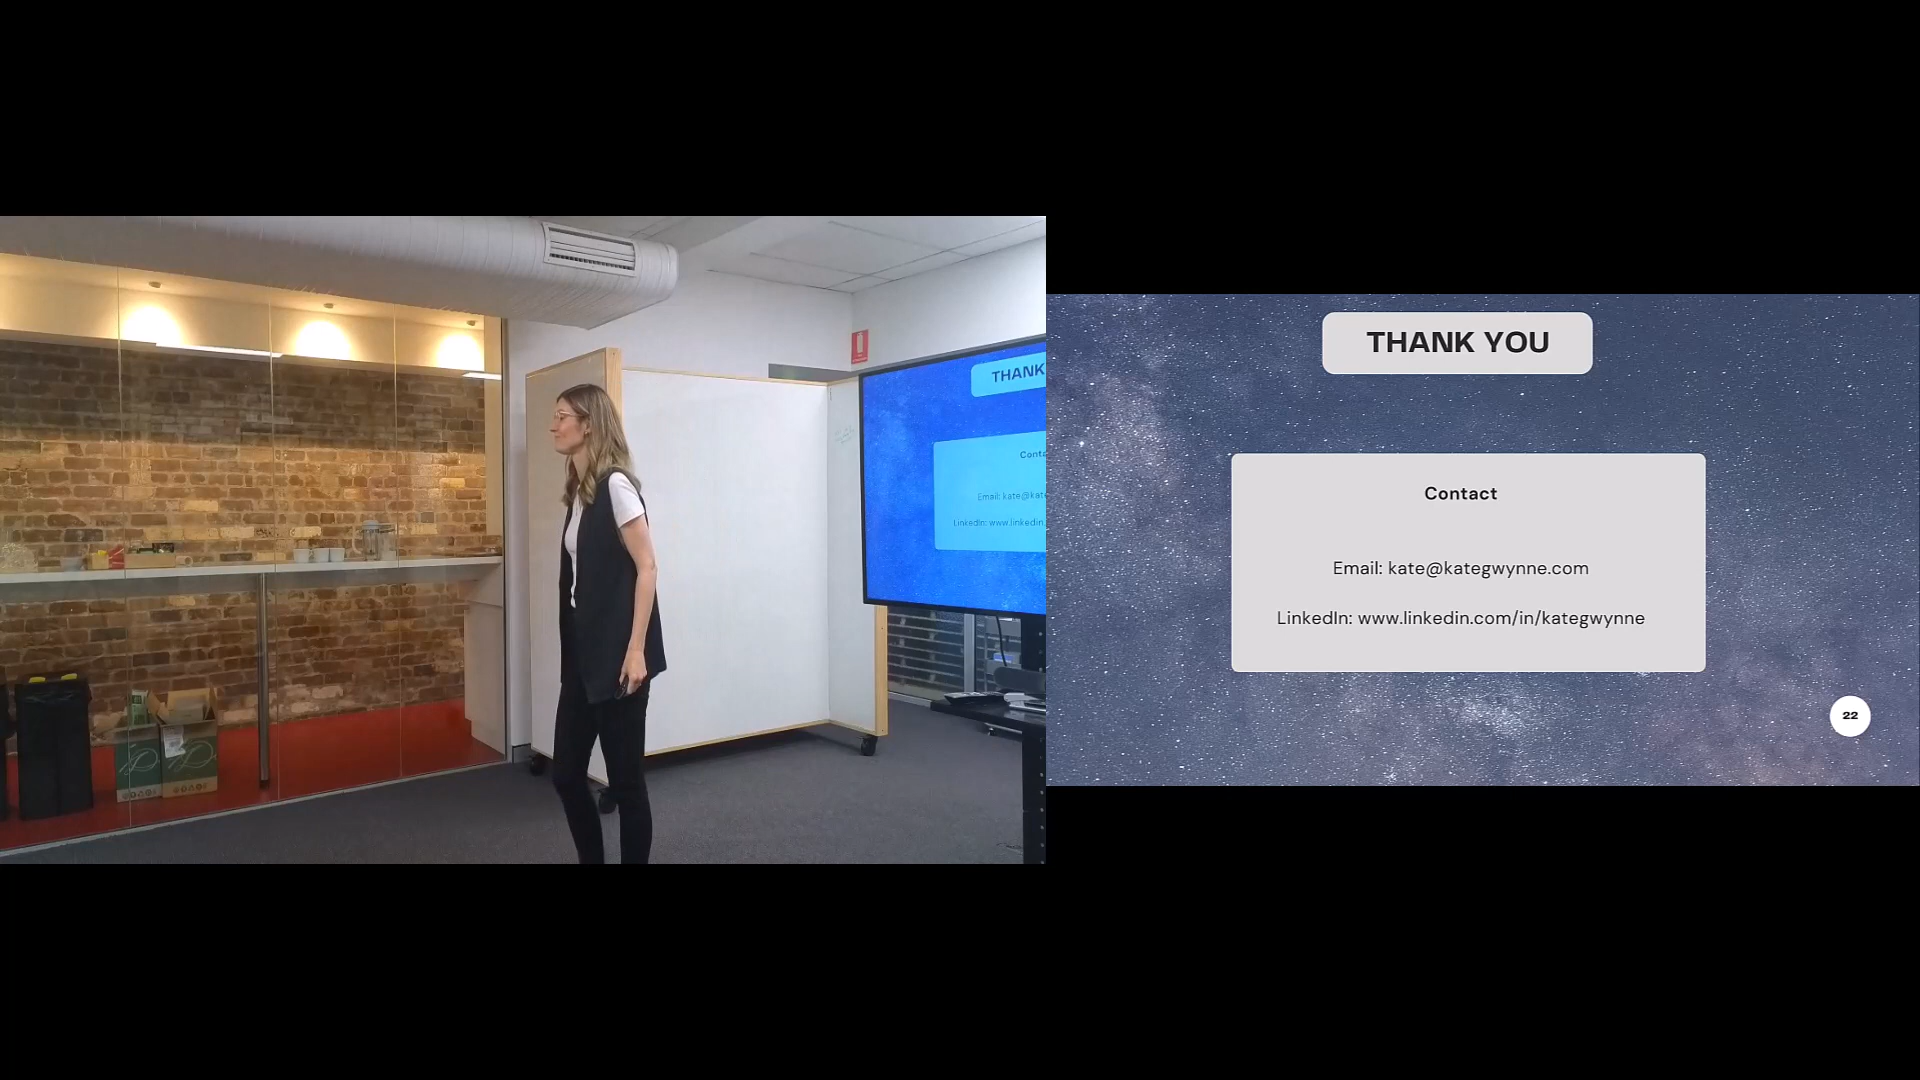 THANK
Conta
Email: kate@kate
LinkedIn: www.linkedin.
THANK YOU
Contact
Email: kate@kategwynne.com
LinkedIn: www.linkedin.com/in/kategwynne
22